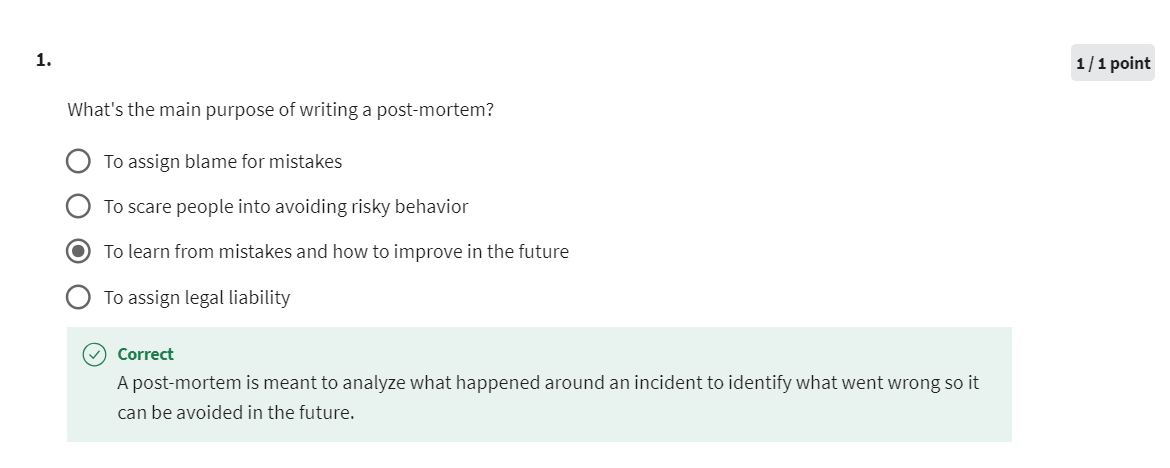 1.
1 / 1 point
What's the main purpose of writing a post-mortem?
To assign blame for mistakes
To scare people into avoiding risky behavior
To learn from mistakes and how to improve in the future
To assign legal liability
Correct
A post-mortem is meant to analyze what happened around an incident to identify what went wrong so it
can be avoided in the future.